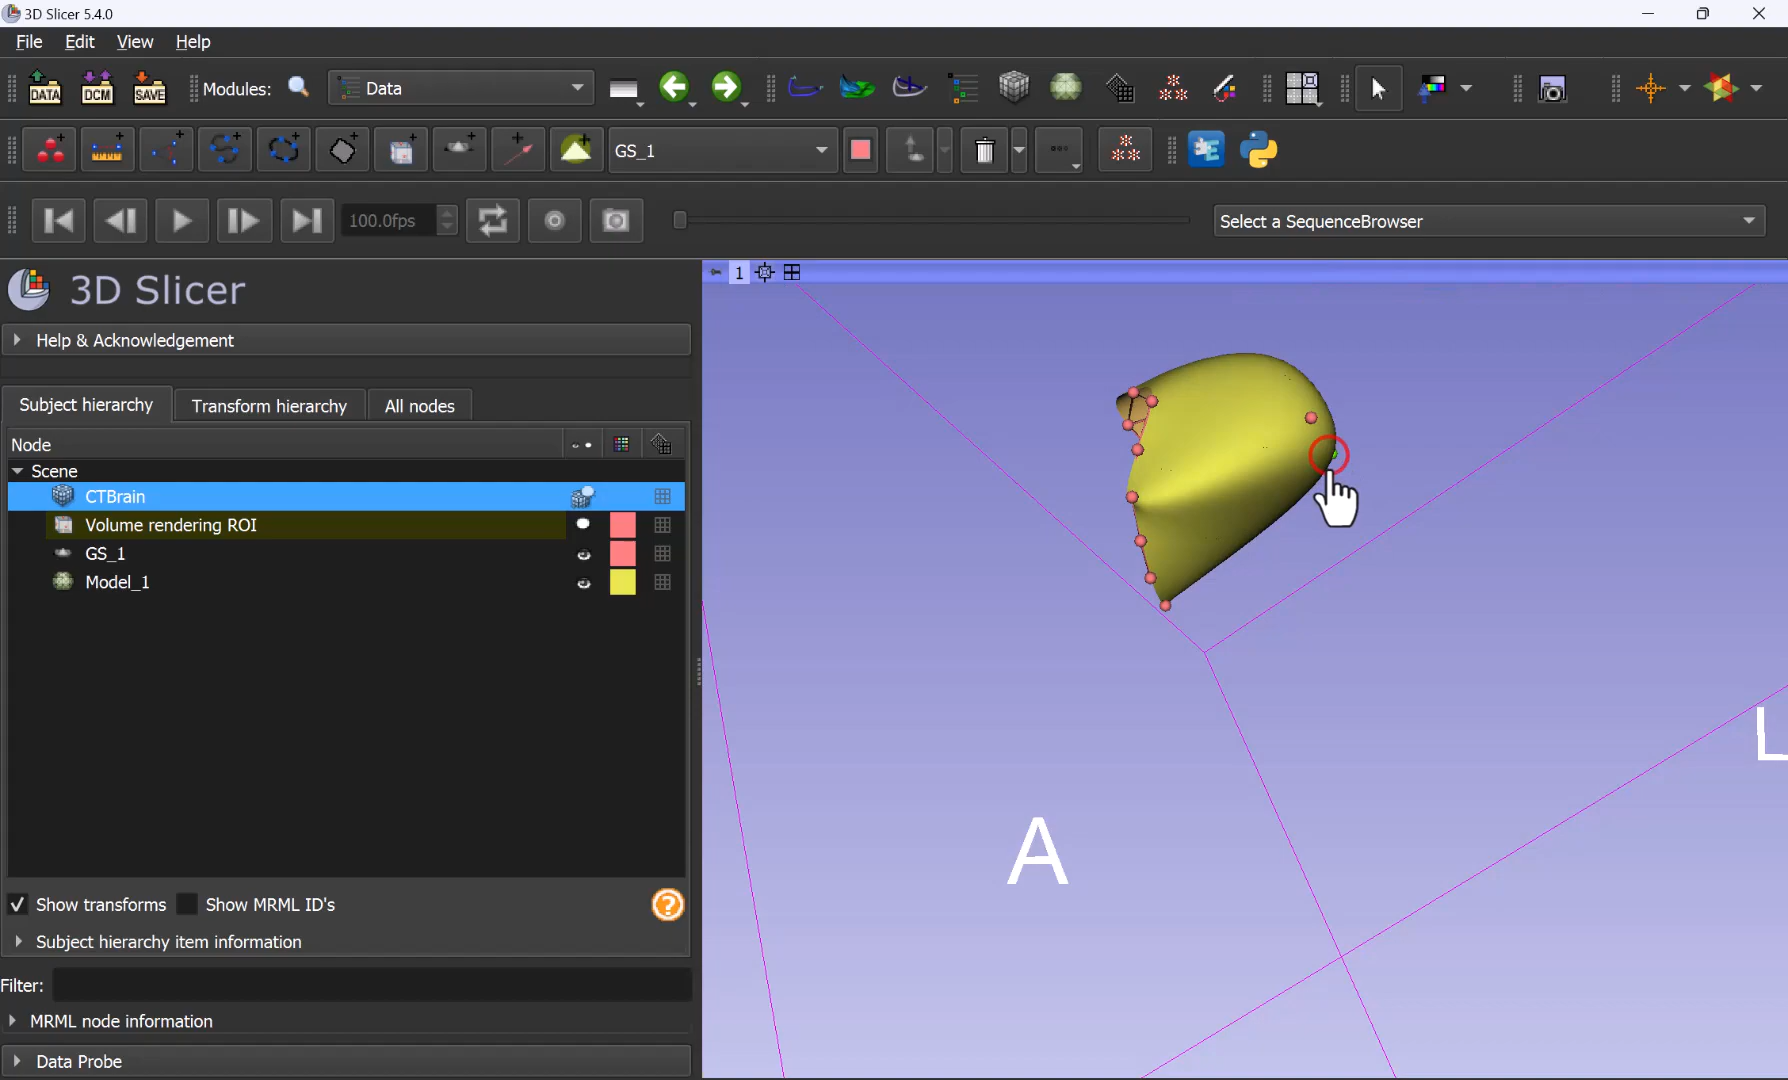 3D Slicer 5.4.0
File Edit View Help
DATA DCM SAVE Modules: Data
GS_1
100.0fps Select a SequenceBrowser
3D Slicer
1
Help & Acknowledgement
Subject hierarchy Transform hierarchy All nodes
Node
Scene
CTBrain
Volume rendering ROI
GS_1
Model_1
L
A
Show transforms Show MRML ID's
Subject hierarchy item information
Filter:
MRML node information
Data Probe